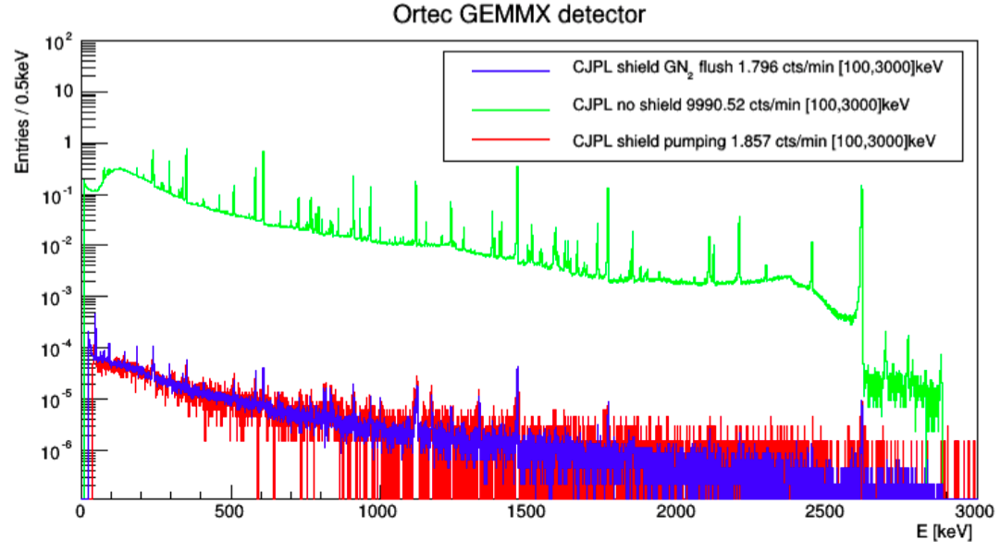 Ortec GEMMX detector
Entries / 0.5keV
10²
10
1
10⁻¹
10⁻²
10⁻³
10⁻⁴
10⁻⁵
10⁻⁶
CJPL shield GN₂ flush 1.796 cts/min [100,3000]keV
CJPL no shield 9990.52 cts/min [100,3000]keV
CJPL shield pumping 1.857 cts/min [100,3000]keV
0 500 1000 1500 2000 2500 3000
E [keV]